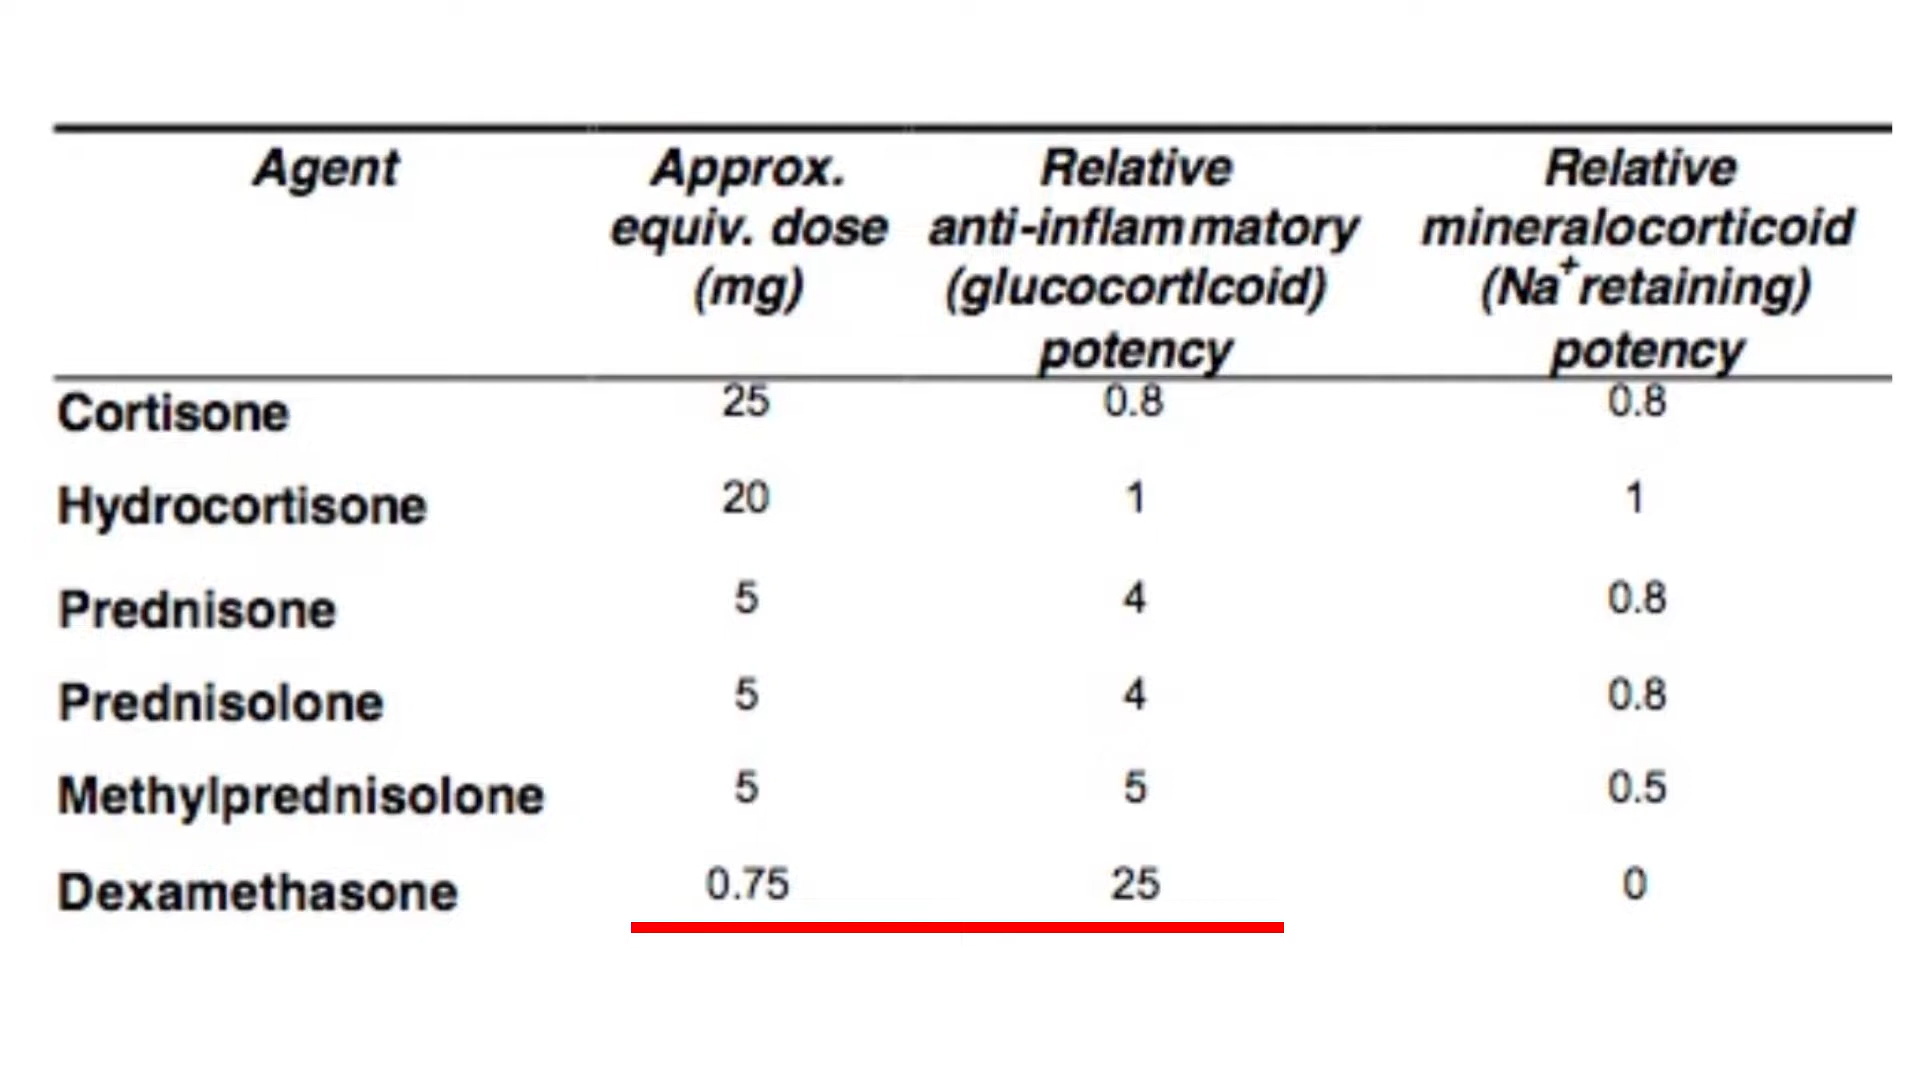 Agent Approx. equiv. dose (mg) Relative anti-inflammatory (glucocortIcoid) potency Relative mineralocorticoid (Na+ retaining) potency
Cortisone 25 0.8 0.8
Hydrocortisone 20 1 1
Prednisone 5 4 0.8
Prednisolone 5 4 0.8
Methylprednisolone 5 5 0.5
Dexamethasone 0.75 25 0